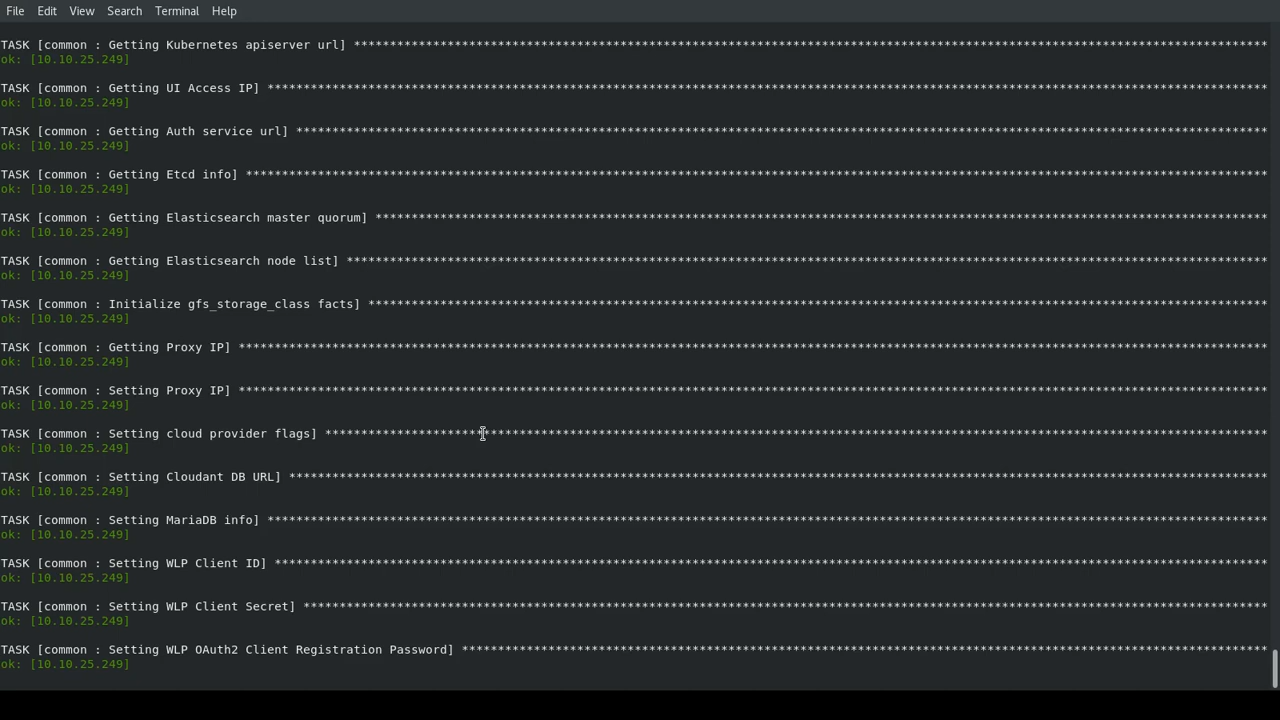 File Edit View Search Terminal Help
TASK [common : Getting Kubernetes apiserver url] *******************************************************************************************************************************
ok: [10.10.25.249]
TASK [common : Getting UI Access IP] *******************************************************************************************************************************************
ok: [10.10.25.249]
TASK [common : Getting Auth service url] ***************************************************************************************************************************************
ok: [10.10.25.249]
TASK [common : Getting Etcd info] **********************************************************************************************************************************************
ok: [10.10.25.249]
TASK [common : Getting Elasticsearch master quorum] ****************************************************************************************************************************
ok: [10.10.25.249]
TASK [common : Getting Elasticsearch node list] ********************************************************************************************************************************
ok: [10.10.25.249]
TASK [common : Initialize gfs_storage_class facts] *****************************************************************************************************************************
ok: [10.10.25.249]
TASK [common : Getting Proxy IP] ***********************************************************************************************************************************************
ok: [10.10.25.249]
TASK [common : Setting Proxy IP] ***********************************************************************************************************************************************
ok: [10.10.25.249]
TASK [common : Setting cloud provider flags] ***********************************************************************************************************************************
ok: [10.10.25.249]
TASK [common : Setting Cloudant DB URL] ****************************************************************************************************************************************
ok: [10.10.25.249]
TASK [common : Setting MariaDB info] *******************************************************************************************************************************************
ok: [10.10.25.249]
TASK [common : Setting WLP Client ID] ******************************************************************************************************************************************
ok: [10.10.25.249]
TASK [common : Setting WLP Client Secret] **************************************************************************************************************************************
ok: [10.10.25.249]
TASK [common : Setting WLP OAuth2 Client Registration Password] ****************************************************************************************************************
ok: [10.10.25.249]